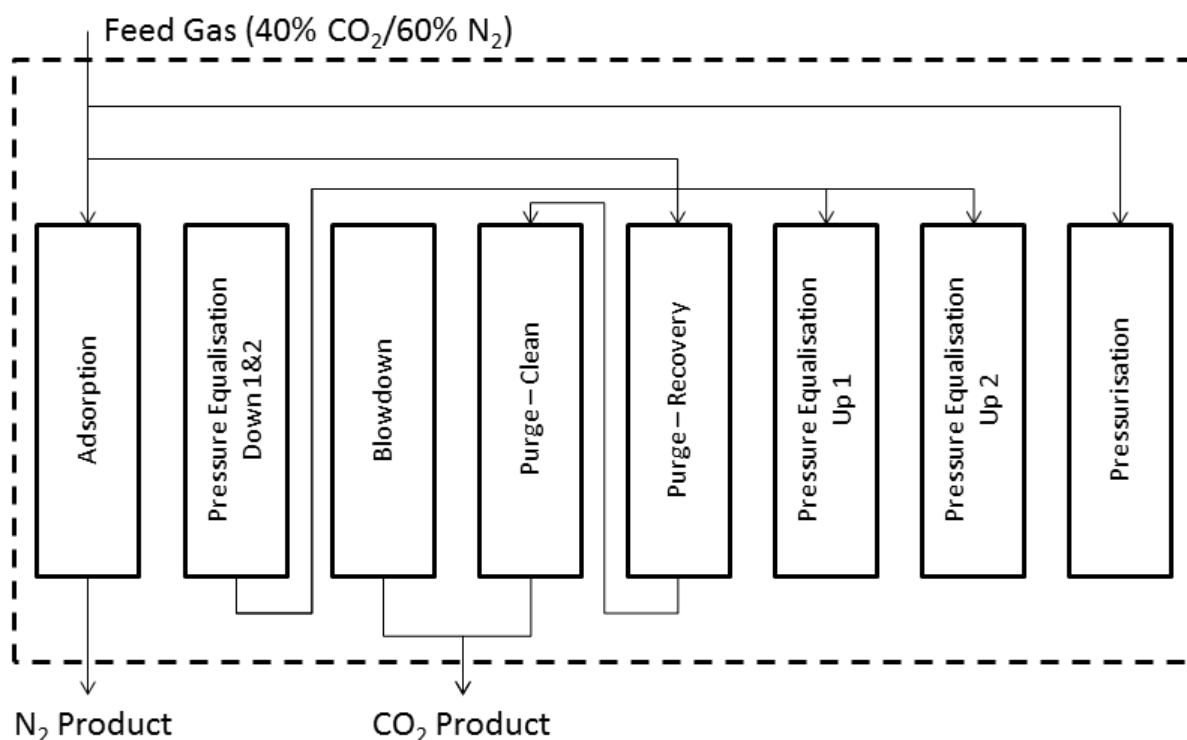 Feed Gas (40% CO₂/60% N₂)
Adsorption
Pressure Equalisation
Down 1&2
Blowdown
Purge – Clean
Purge – Recovery
Pressure Equalisation
Up 1
Pressure Equalisation
Up 2
Pressurisation
N₂ Product
CO₂ Product